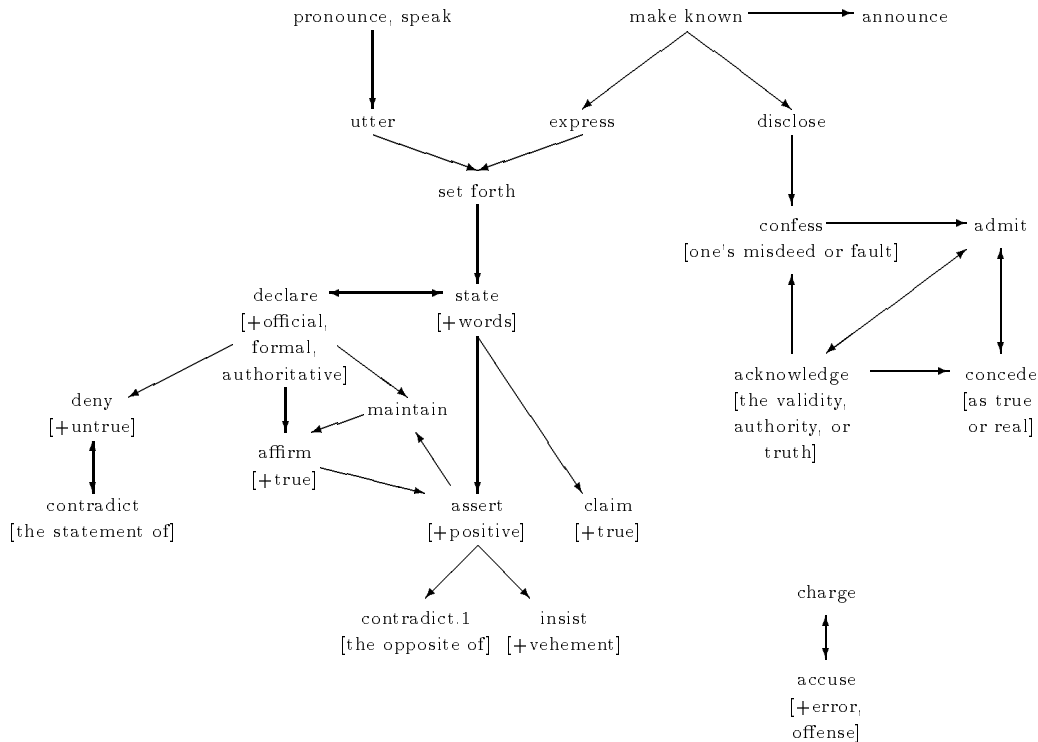 pronounce, speak
make known
announce
utter
express
disclose
set forth
confess
[one's misdeed or fault]
admit
declare
[+official,
formal,
authoritative]
state
[+words]
acknowledge
[the validity,
authority, or
truth]
concede
[as true
or real]
deny
[+untrue]
maintain
affirm
[+true]
contradict
[the statement of]
assert
[+positive]
claim
[+true]
contradict.1
[the opposite of]
insist
[+vehement]
charge
accuse
[+error,
offense]